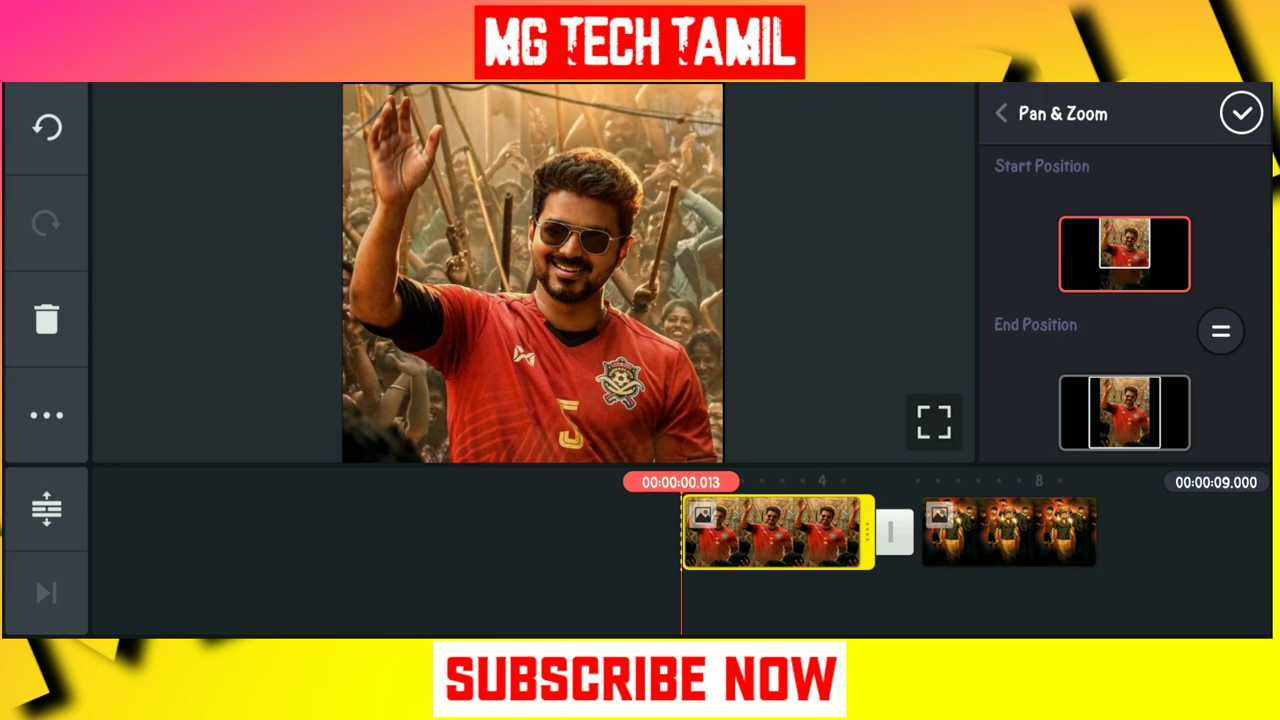 MG TECH TAMIL
Pan & Zoom
Start Position
End Position
5
00:00:00.013
4
8
00:00:09.000
SUBSCRIBE NOW